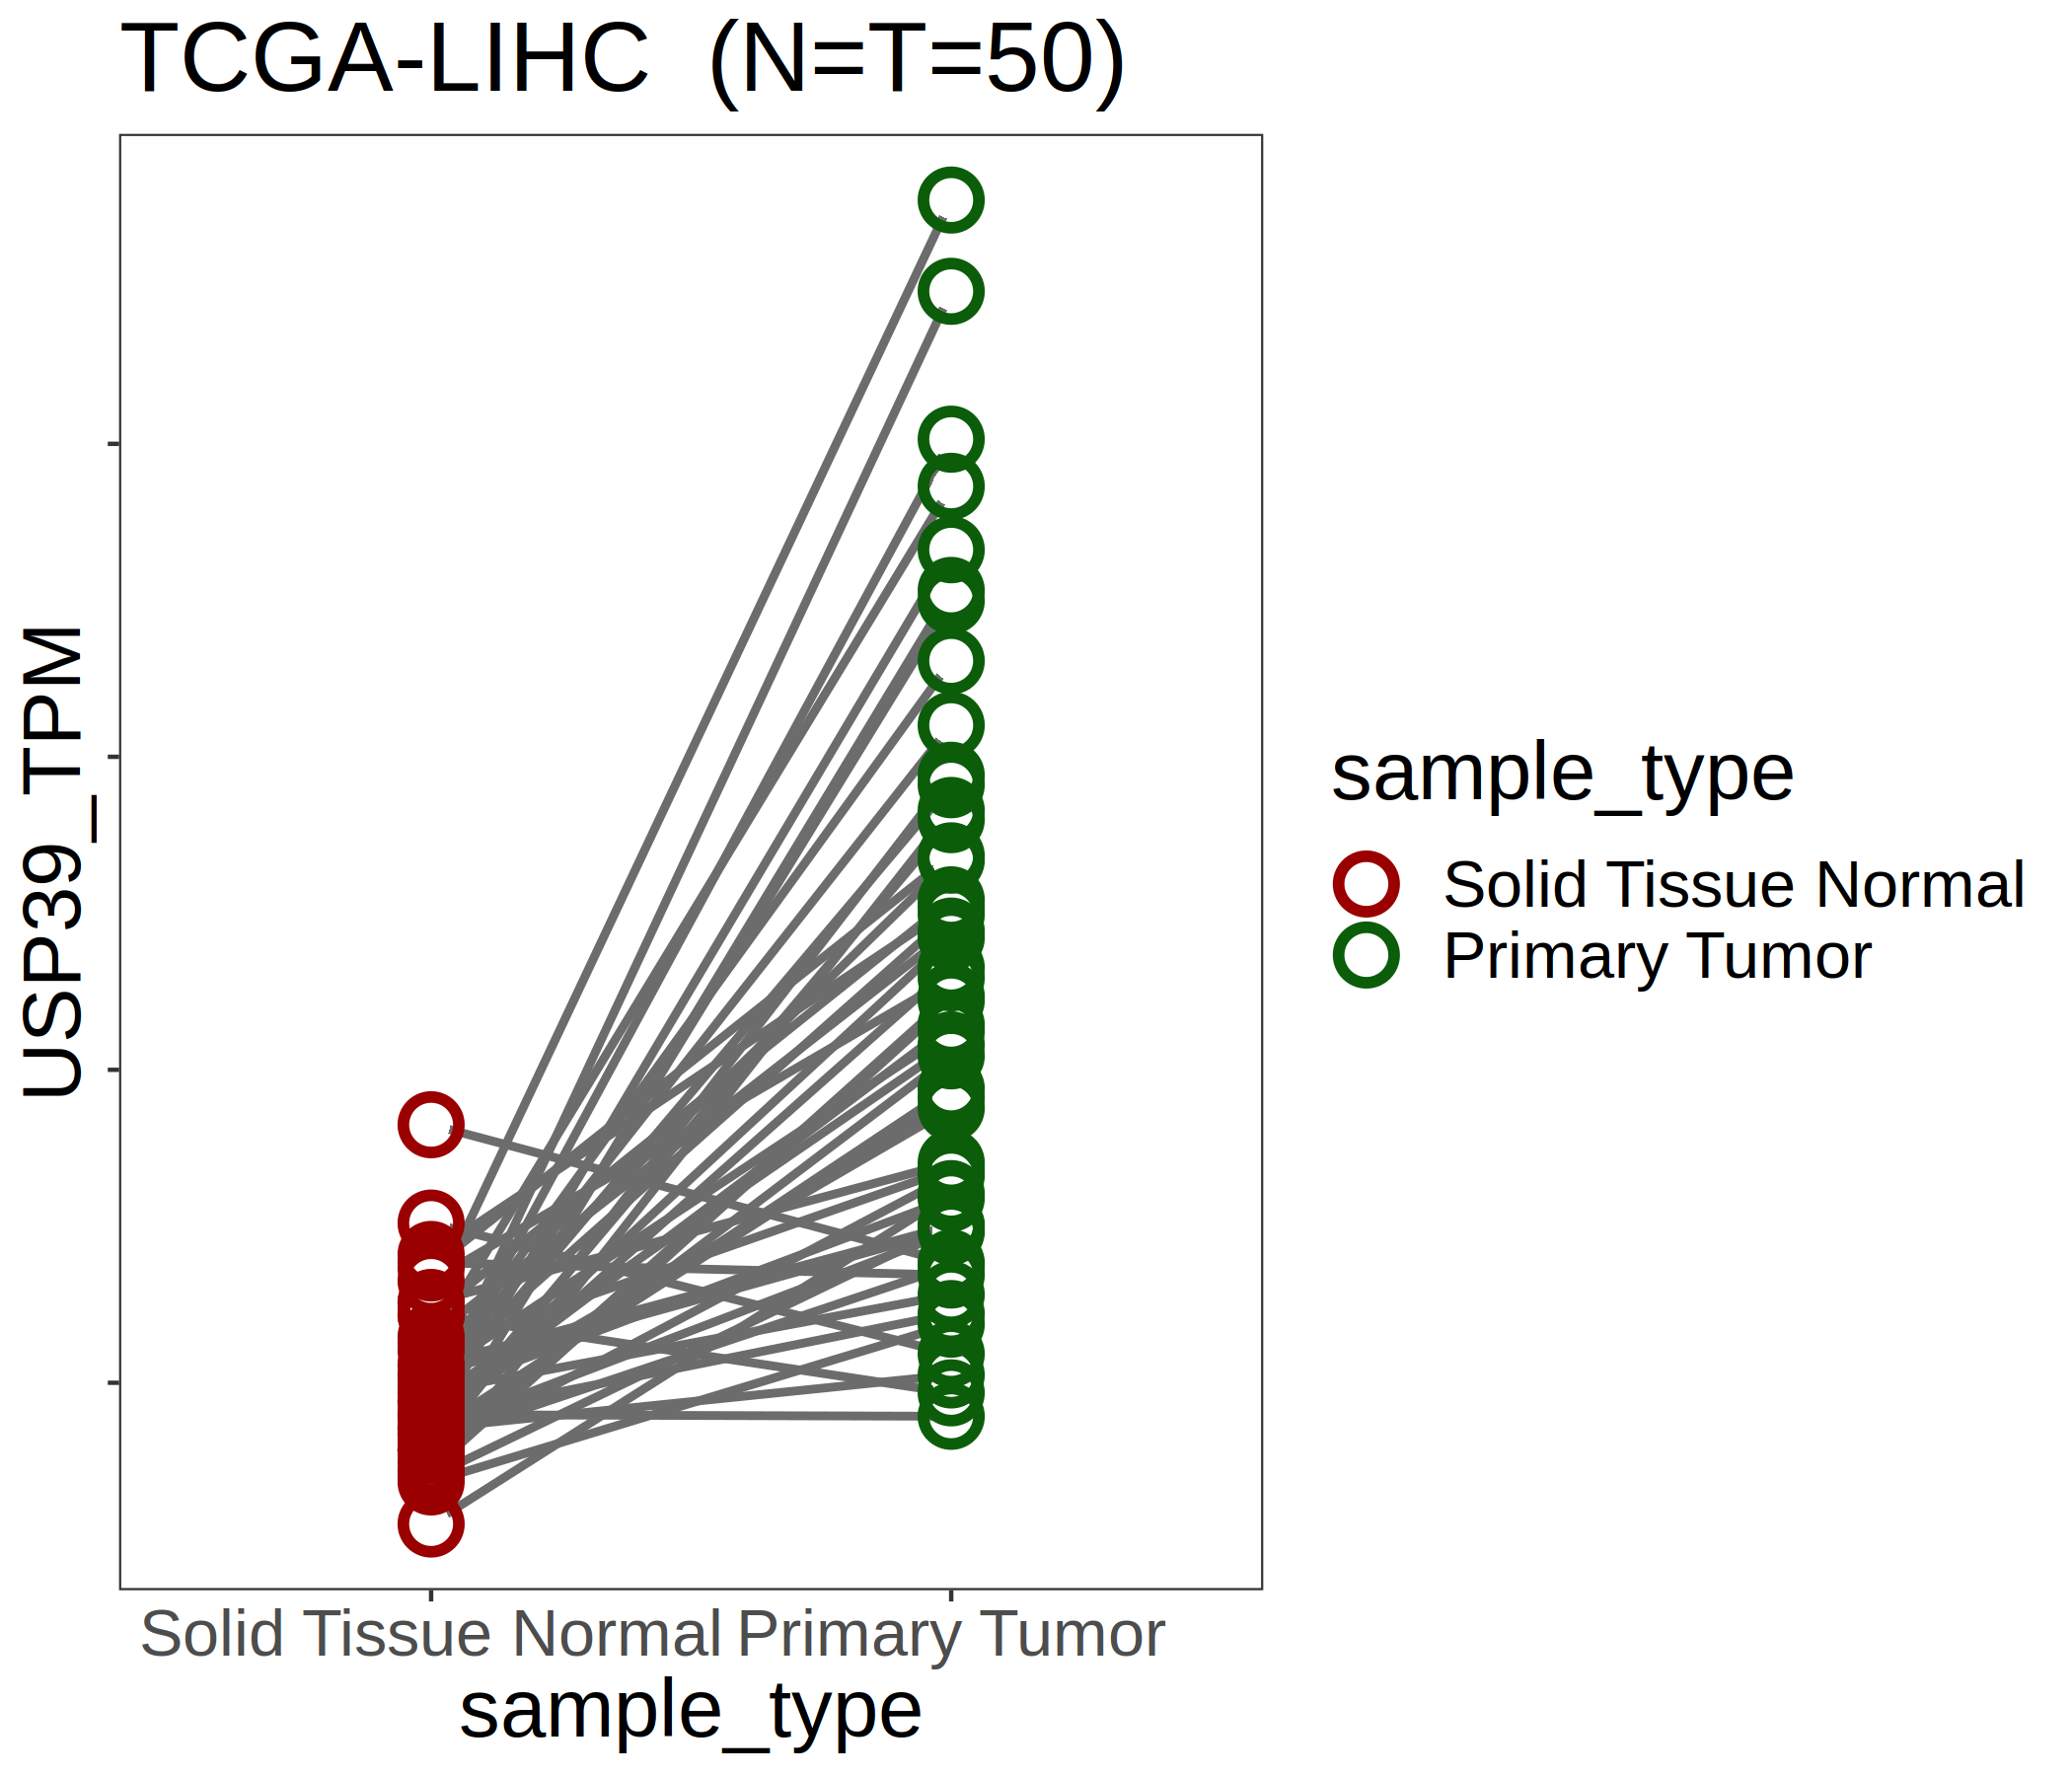 TCGA-LIHC  (N=T=50)
USP39_TPM
Solid Tissue Normal Primary Tumor
sample_type
sample_type
Solid Tissue Normal
Primary Tumor